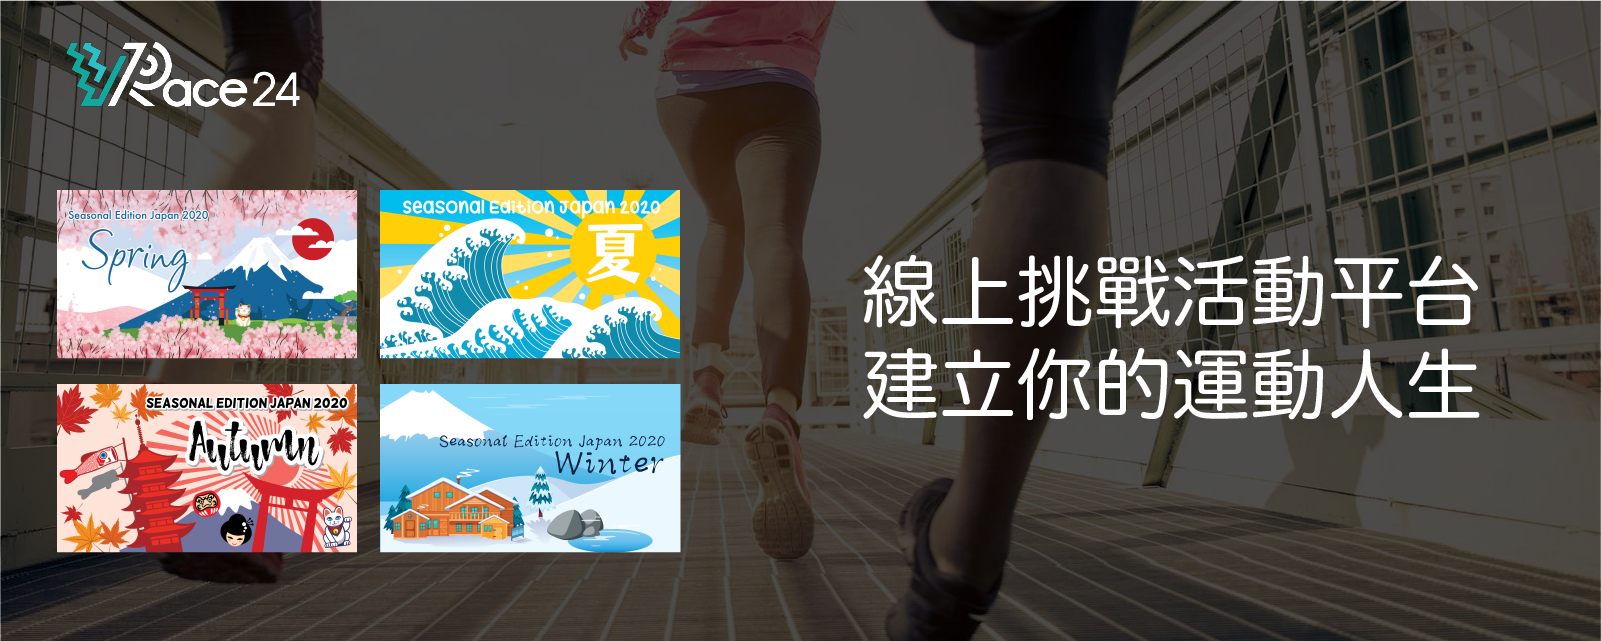 VRace24
Seasonal Edition Japan 2020
Spring
Seasonal Edition Japan 2020
夏
SEASONAL EDITION JAPAN 2020
Autumn
Seasonal Edition Japan 2020
Winter
線上挑戰活動平台
建立你的運動人生